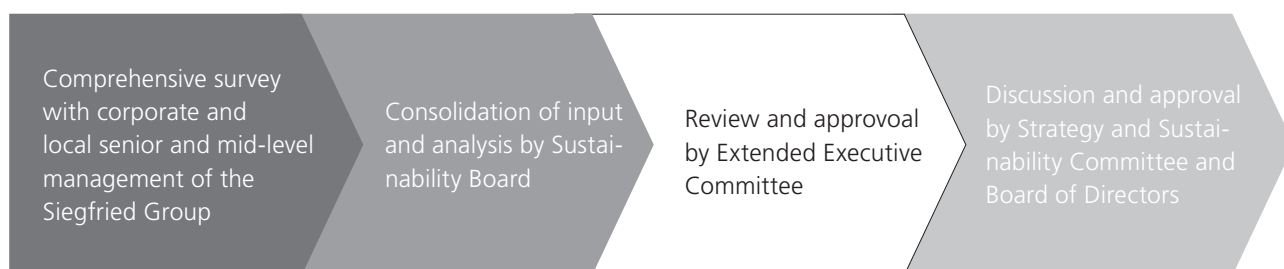 Comprehensive survey
with corporate and
local senior and mid-level
management of the
Siegfried Group
Consolidation of input
and analysis by Sustai-
nability Board
Review and approvoal
by Extended Executive
Committee
Discussion and approval
by Strategy and Sustai-
nability Committee and
Board of Directors